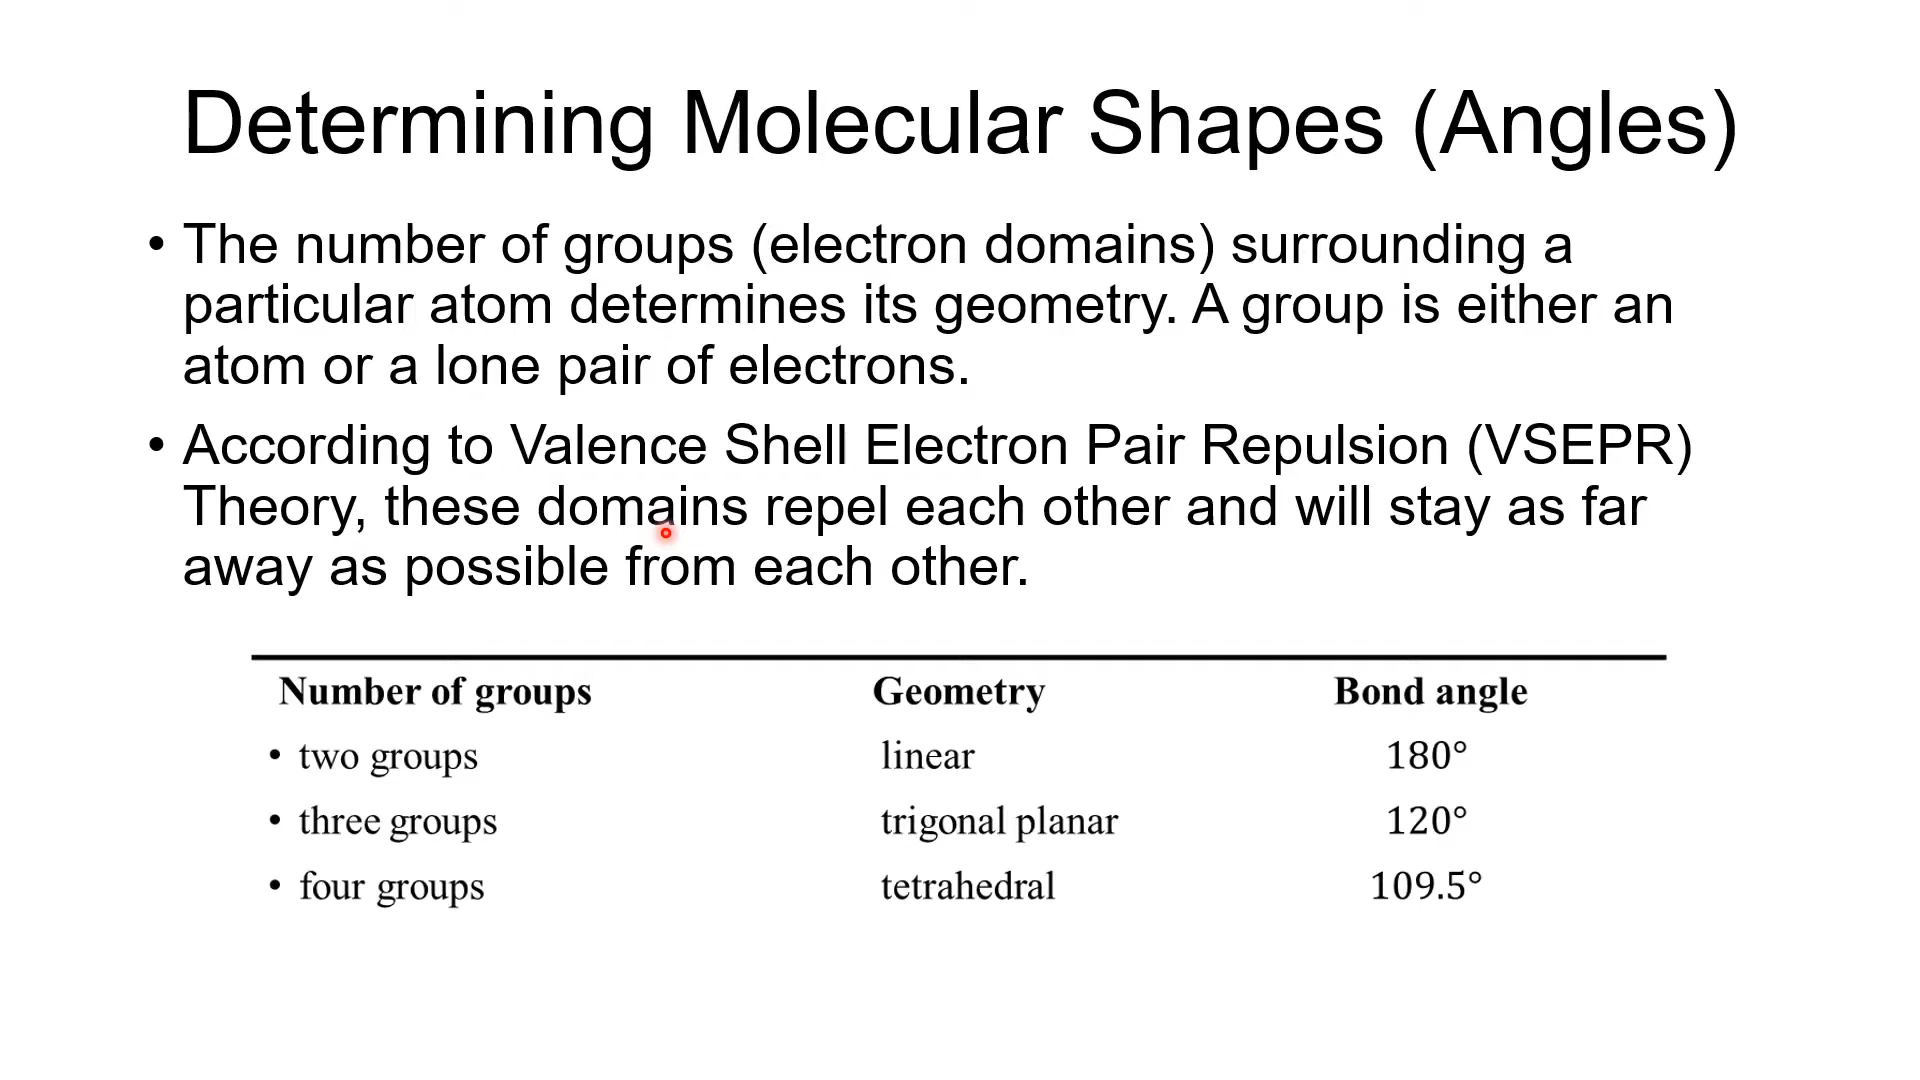 Determining Molecular Shapes (Angles)
• The number of groups (electron domains) surrounding a
particular atom determines its geometry. A group is either an
atom or a lone pair of electrons.
• According to Valence Shell Electron Pair Repulsion (VSEPR)
Theory, these domains repel each other and will stay as far
away as possible from each other.
Number of groups Geometry Bond angle
• two groups linear 180°
• three groups trigonal planar 120°
• four groups tetrahedral 109.5°